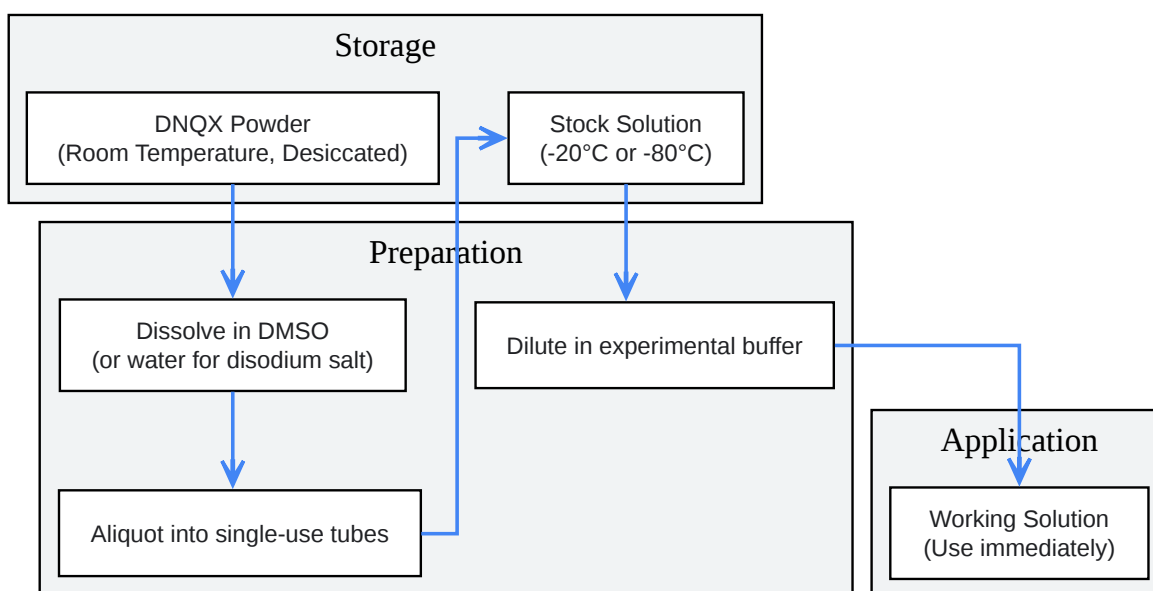 Storage
DNQX Powder
(Room Temperature, Desiccated)
Stock Solution
(-20°C or -80°C)
Preparation
Dissolve in DMSO
(or water for disodium salt)
Dilute in experimental buffer
Aliquot into single-use tubes
Application
Working Solution
(Use immediately)